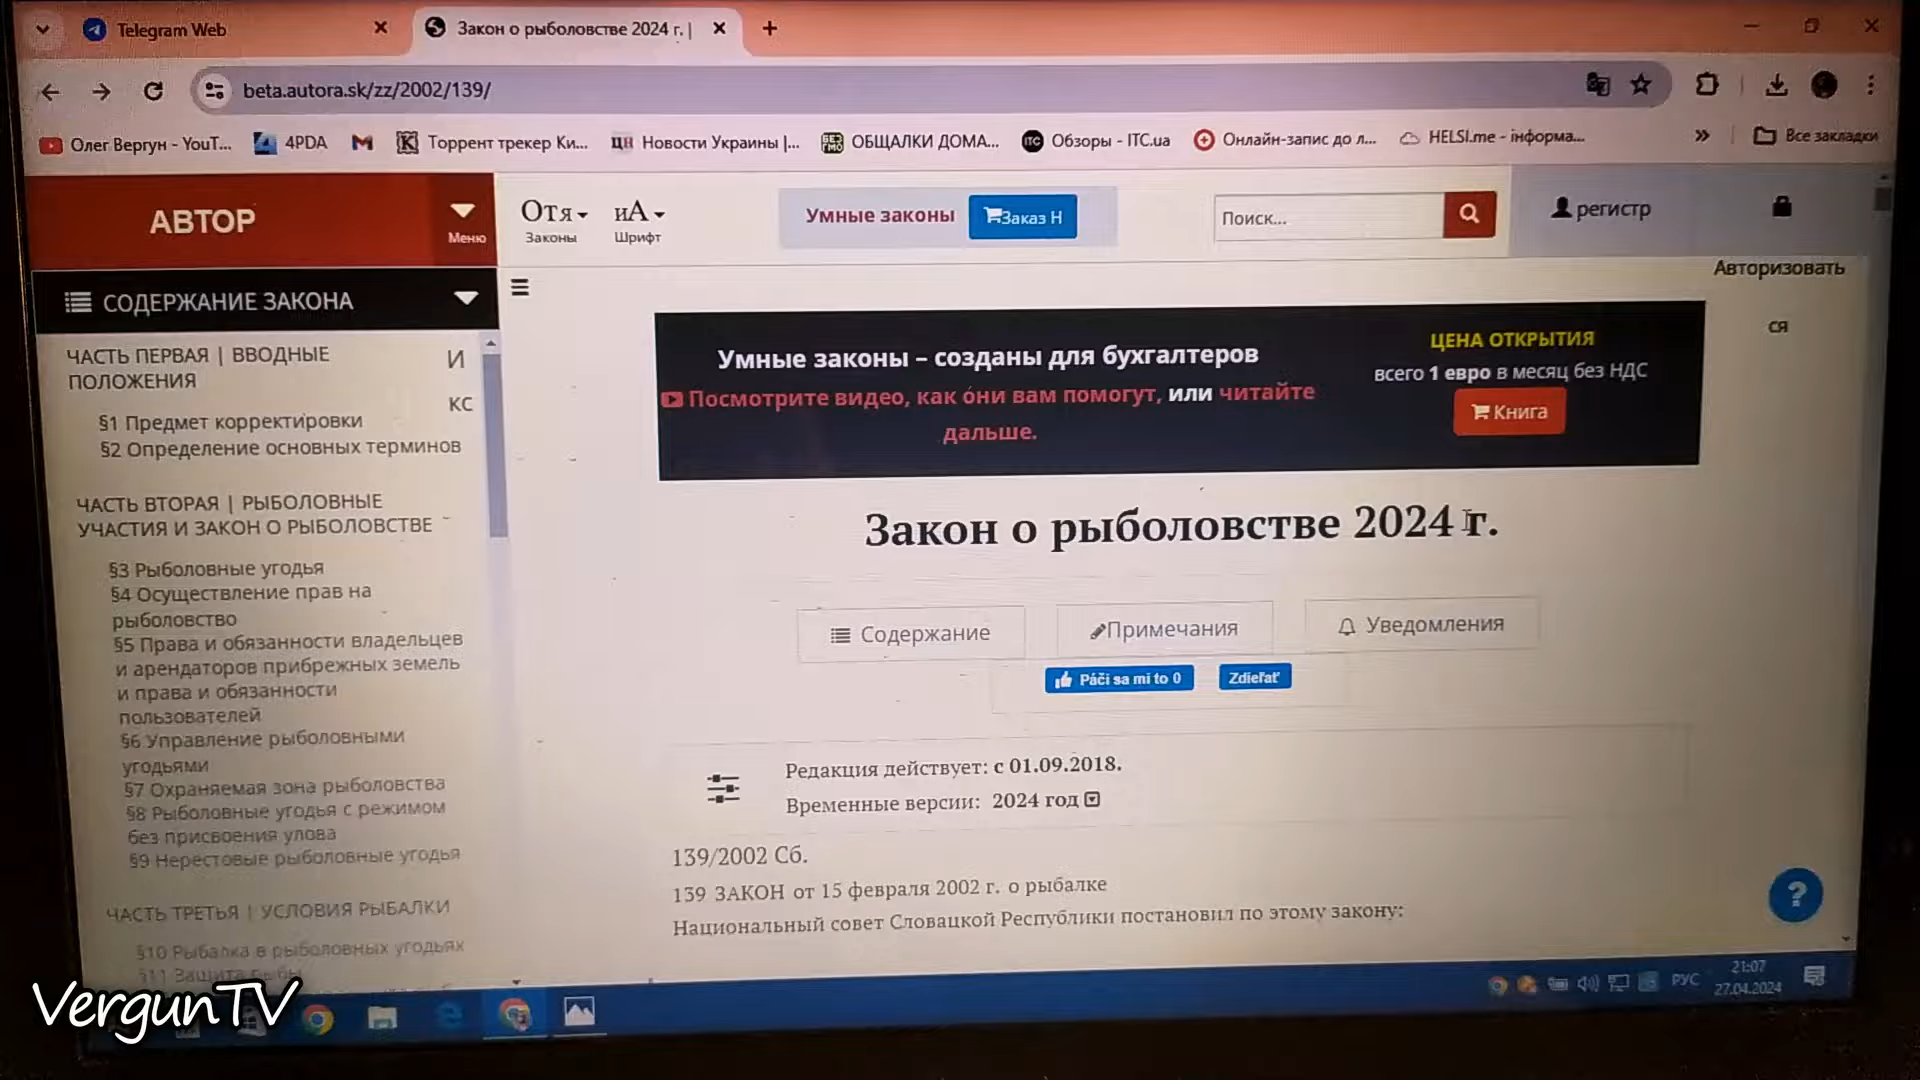 Telegram Web
Закон о рыболовстве 2024 г. |
beta.autora.sk/zz/2002/139/
Олег Вергун - YouT...
4PDA
Торрент трекер Ки...
Новости Украины |...
ОБЩАЛКИ ДОМА...
Обзоры - ITC.ua
Онлайн-запис до л...
HELSI.me - інформа...
Все закладки
АВТОР
Меню
Отя
Законы
иА
Шрифт
Умные законы
Заказ Н
Поиск...
регистр
Авторизовать
ся
СОДЕРЖАНИЕ ЗАКОНА
ЧАСТЬ ПЕРВАЯ | ВВОДНЫЕ
ПОЛОЖЕНИЯ
И
КС
§1 Предмет корректировки
§2 Определение основных терминов
ЧАСТЬ ВТОРАЯ | РЫБОЛОВНЫЕ
УЧАСТИЯ И ЗАКОН О РЫБОЛОВСТВЕ
§3 Рыболовные угодья
§4 Осуществление прав на
рыболовство
§5 Права и обязанности владельцев
и арендаторов прибрежных земель
и права и обязанности
пользователей
§6 Управление рыболовными
угодьями
§7 Охраняемая зона рыболовства
§8 Рыболовные угодья с режимом
без присвоения улова
§9 Нерестовые рыболовные угодья
ЧАСТЬ ТРЕТЬЯ | УСЛОВИЯ РЫБАЛКИ
§10 Рыбалка в рыболовных угодьях
§11 Защита рыбы
Умные законы – созданы для бухгалтеров
Посмотрите видео, как они вам помогут, или читайте
дальше.
ЦЕНА ОТКРЫТИЯ
всего 1 евро в месяц без НДС
Книга
Закон о рыболовстве 2024 г.
Содержание
Примечания
Уведомления
Páči sa mi to 0
Zdieľať
Редакция действует: с 01.09.2018.
Временные версии: 2024 год
139/2002 Сб.
139 ЗАКОН от 15 февраля 2002 г. о рыбалке
Национальный совет Словацкой Республики постановил по этому закону:
?
РУС
21:07
27.04.2024
VergunTV